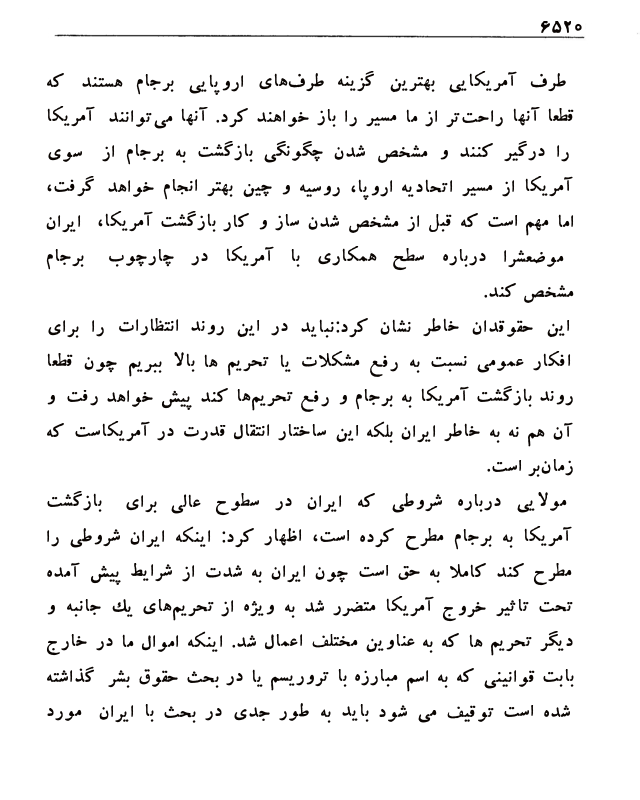 ۶۵۲۰
طرف آمریکایی بهترین گزینه طرف‌های اروپایی برجام هستند که
قطعا آنها راحت‌تر از ما مسیر را باز خواهند کرد. آنها می‌توانند آمریکا
را درگیر کنند و مشخص شدن چگونگی بازگشت به برجام از سوی
آمریکا از مسیر اتحادیه اروپا، روسیه و چین بهتر انجام خواهد گرفت،
اما مهم است که قبل از مشخص شدن ساز و کار بازگشت آمریکا، ایران
موضعشرا درباره سطح همکاری با آمریکا در چارچوب برجام
مشخص کند.
این حقوقدان خاطر نشان کرد:نباید در این روند انتظارات را برای
افکار عمومی نسبت به رفع مشکلات یا تحریم ها بالا ببریم چون قطعا
روند بازگشت آمریکا به برجام و رفع تحریم‌ها کند پیش خواهد رفت و
آن هم نه به خاطر ایران بلکه این ساختار انتقال قدرت در آمریکاست که
زمان‌بر است.
مولایی درباره شروطی که ایران در سطوح عالی برای بازگشت
آمریکا به برجام مطرح کرده است، اظهار کرد: اینکه ایران شروطی را
مطرح کند کاملا به حق است چون ایران به شدت از شرایط پیش آمده
تحت تاثیر خروج آمریکا متضرر شد به ویژه از تحریم‌های یك جانبه و
دیگر تحریم ها که به عناوین مختلف اعمال شد. اینکه اموال ما در خارج
بابت قوانینی که به اسم مبارزه با تروریسم یا در بحث حقوق بشر گذاشته
شده است توقیف می شود باید به طور جدی در بحث با ایران مورد